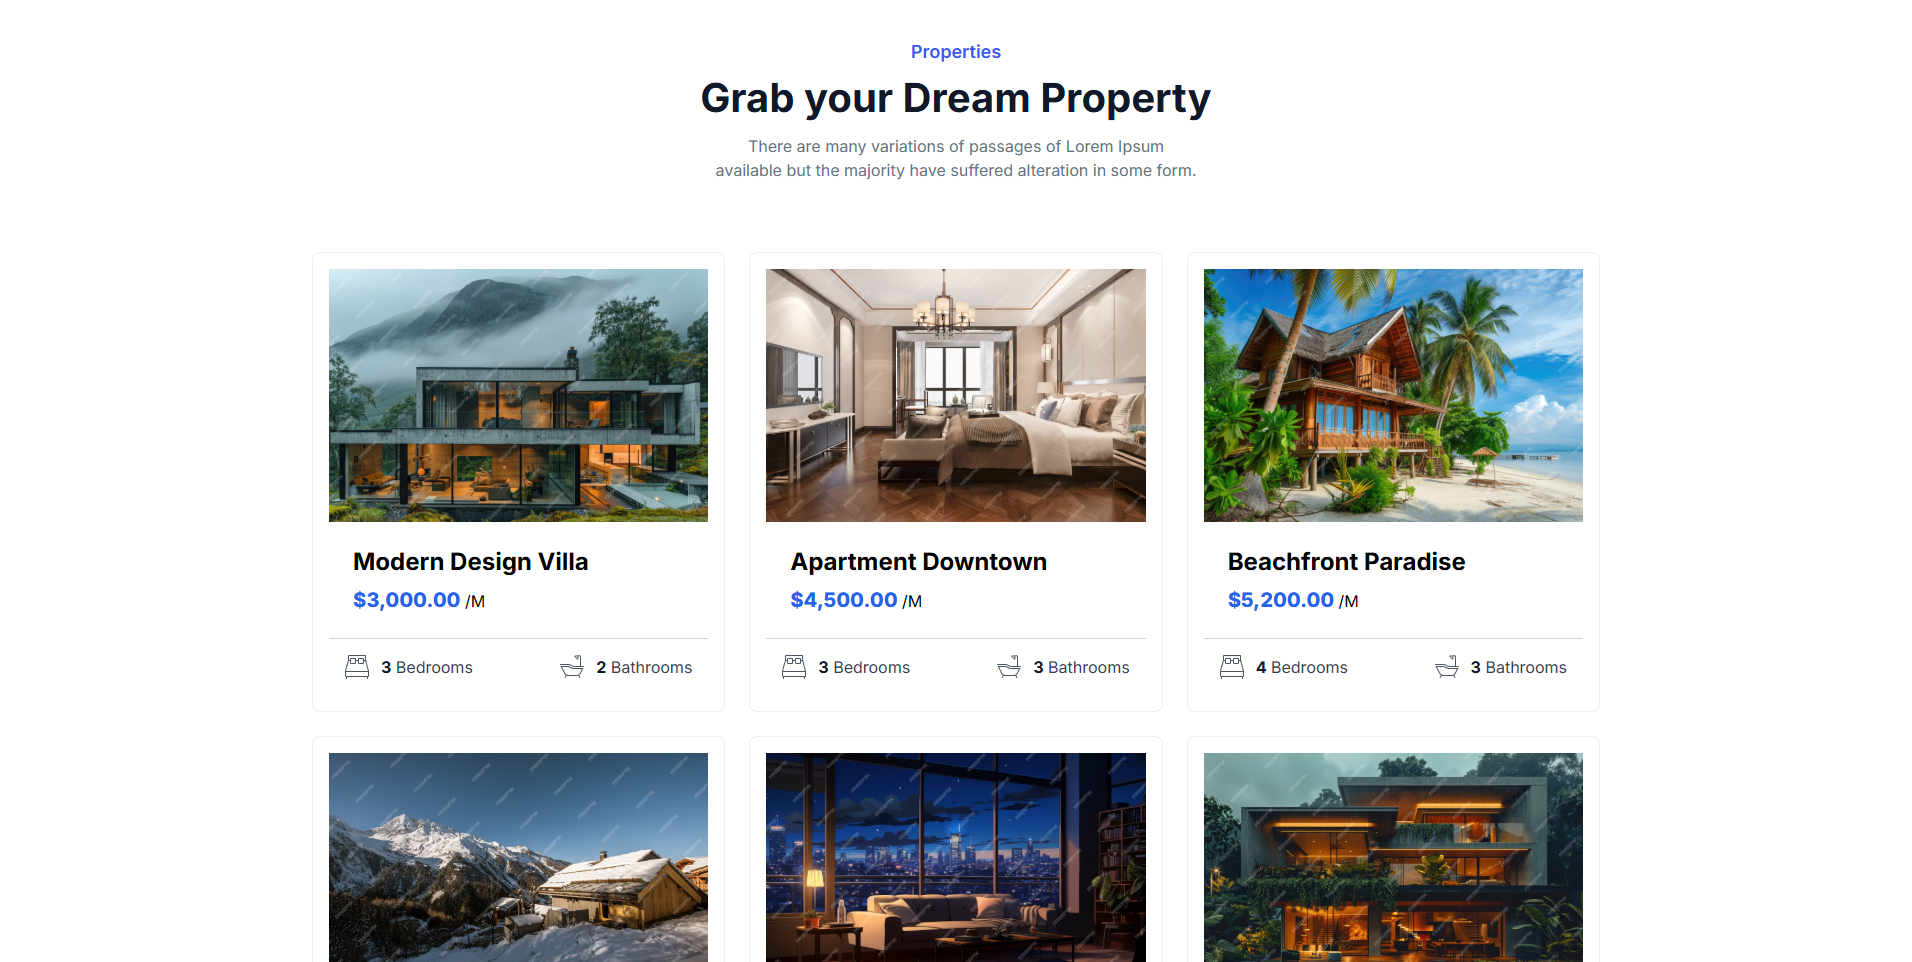 Properties
Grab your Dream Property
There are many variations of passages of Lorem Ipsum
available but the majority have suffered alteration in some form.
Modern Design Villa
$3,000.00 /M
3 Bedrooms
2 Bathrooms
Apartment Downtown
$4,500.00 /M
3 Bedrooms
3 Bathrooms
Beachfront Paradise
$5,200.00 /M
4 Bedrooms
3 Bathrooms